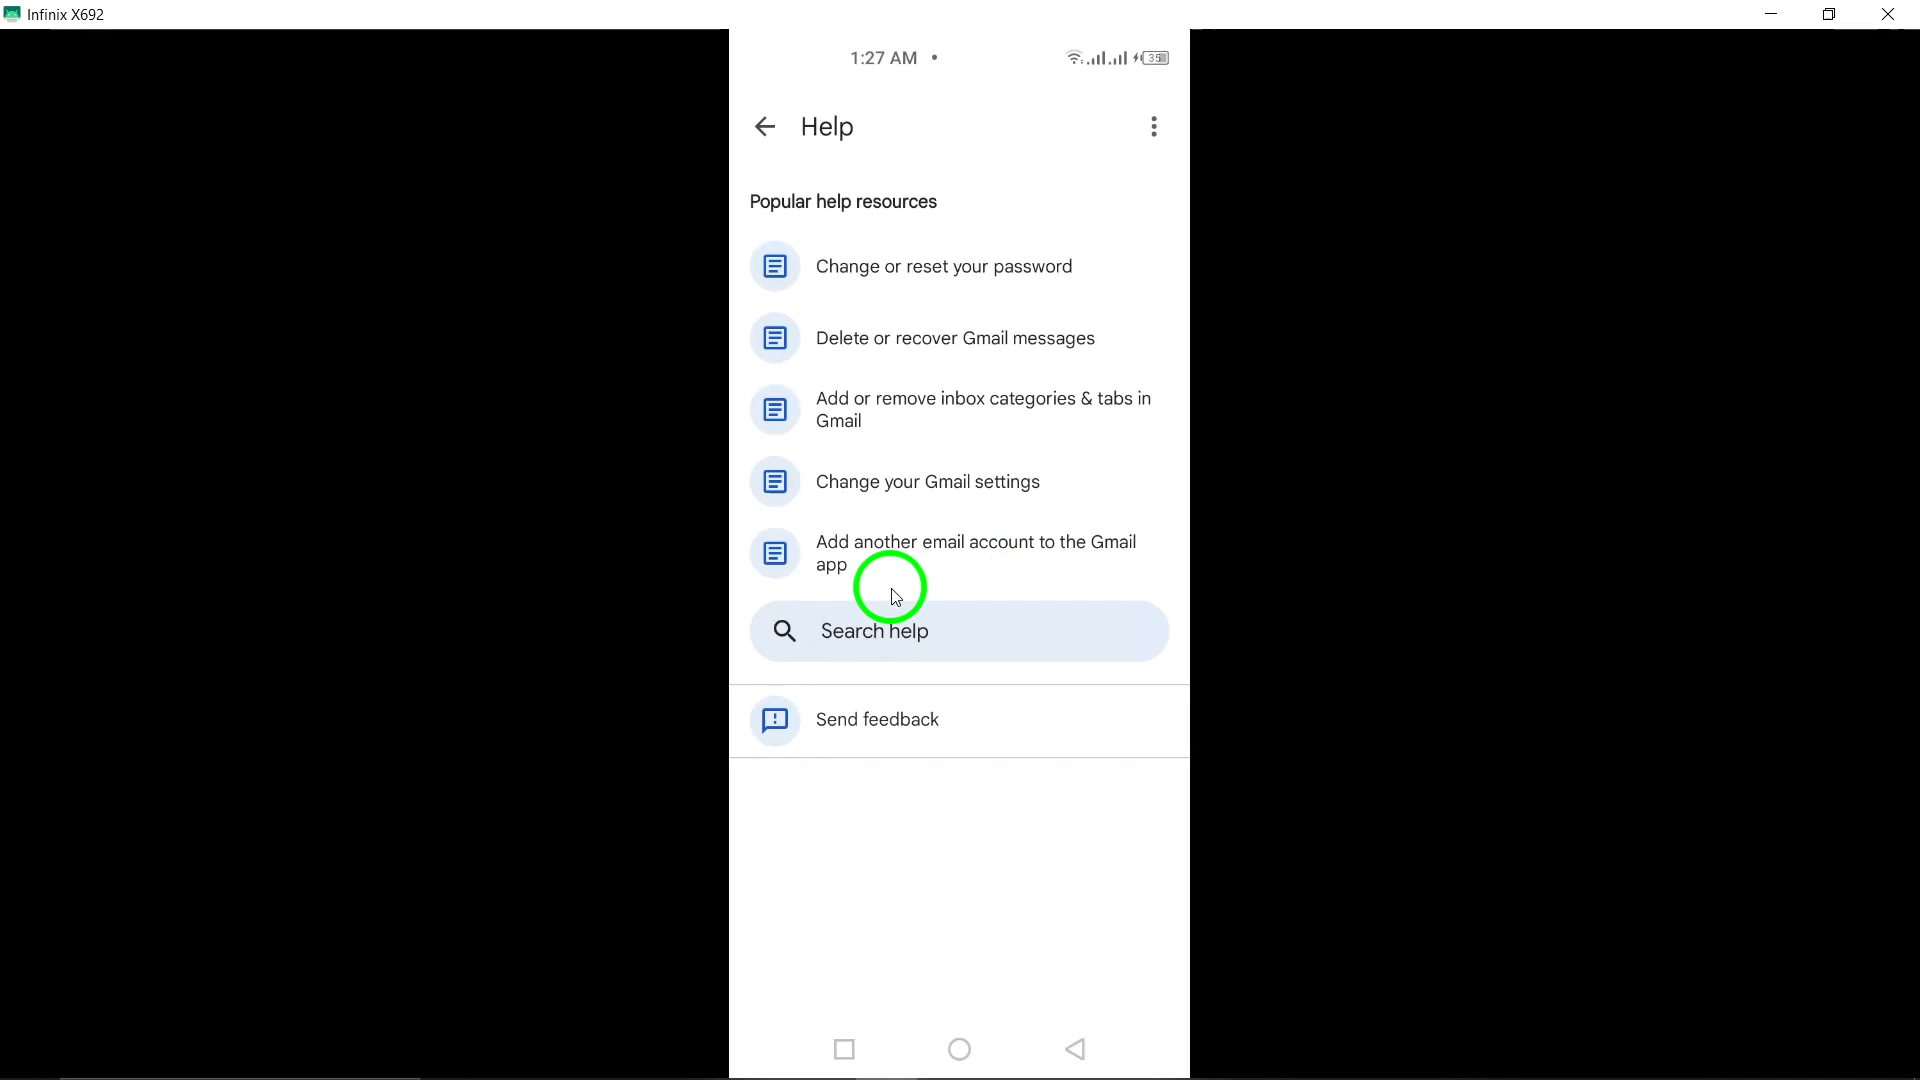 Infinix X692
1:27 AM •
35
Help
Popular help resources
Change or reset your password
Delete or recover Gmail messages
Add or remove inbox categories & tabs in
Gmail
Change your Gmail settings
Add another email account to the Gmail
app
Search help
Send feedback